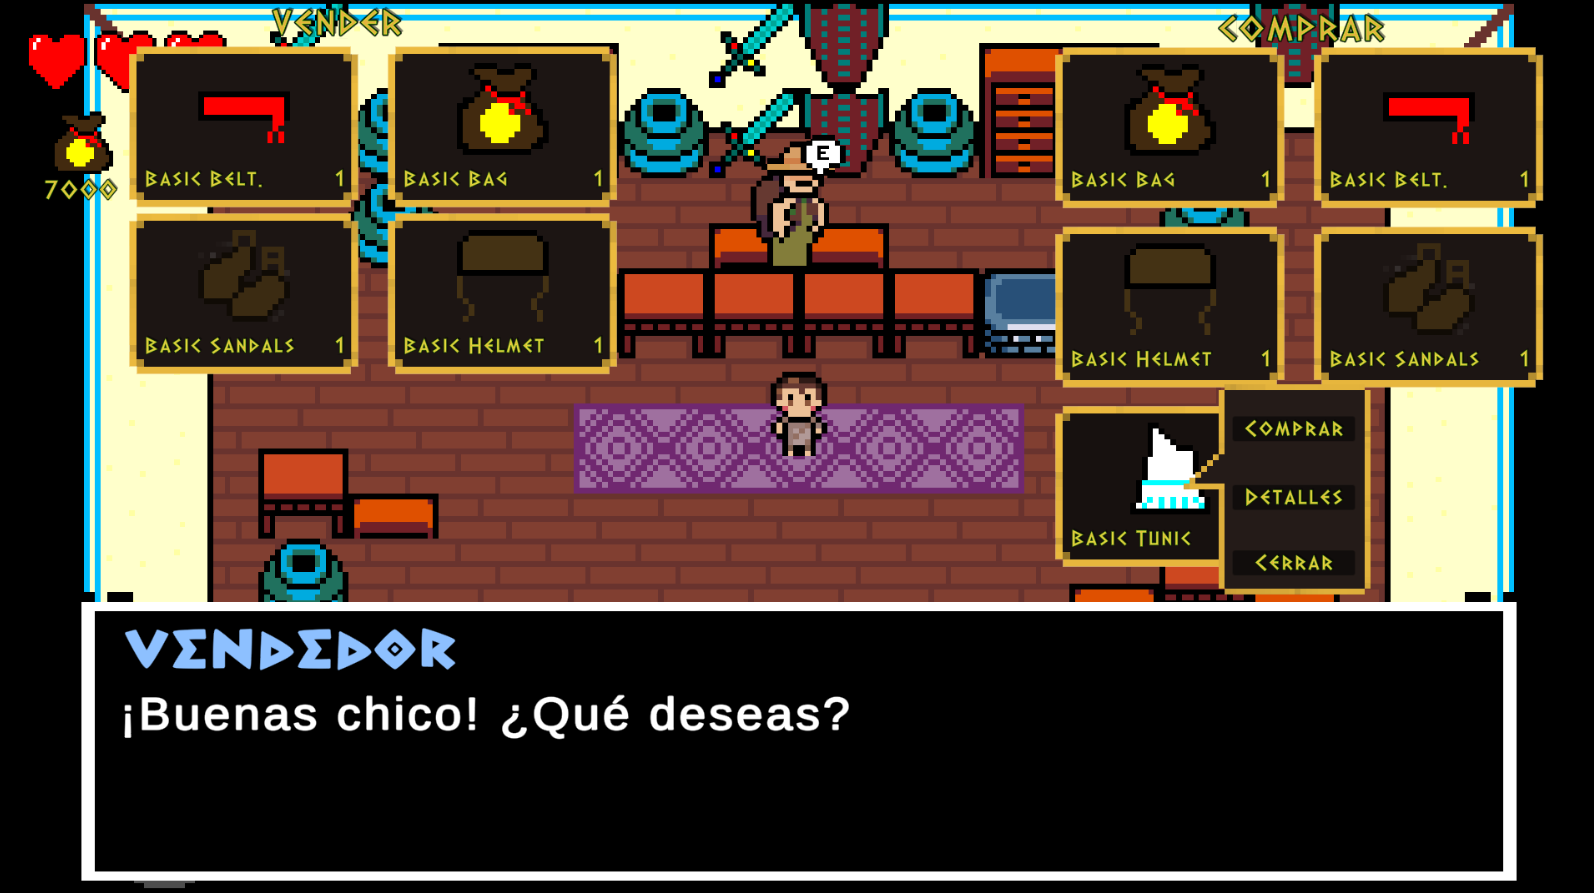 VENDER
COMPRAR
7000
BASIC BELT. 1
BASIC BAG 1
BASIC SANDALS 1
BASIC HELMET 1
E
BASIC BAG 1
BASIC BELT. 1
BASIC HELMET 1
BASIC SANDALS 1
BASIC TUNIC
COMPRAR
DETALLES
CERRAR
VENDEDOR
¡Buenas chico! ¿Qué deseas?